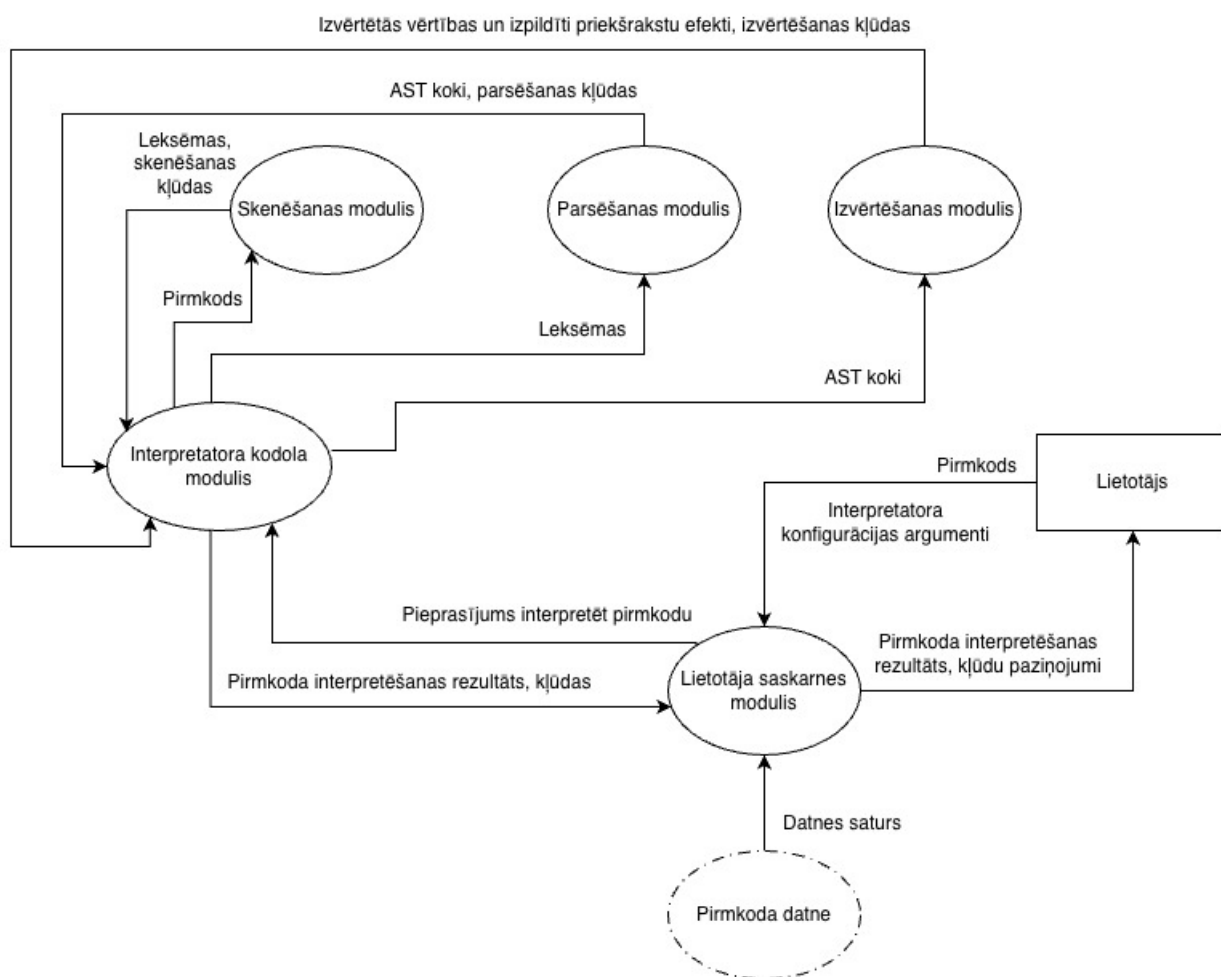 Izvērtētās vērtības un izpildīti priekšrakstu efekti, izvērtēšanas kļūdas
AST koki, parsēšanas kļūdas
Leksēmas,
skenēšanas
kļūdas
Skenēšanas modulis
Parsēšanas modulis
Izvērtēšanas modulis
Pirmkods
Leksēmas
AST koki
Interpretatora kodola
modulis
Pirmkods
Lietotājs
Interpretatora
konfigurācijas argumenti
Pieprasījums interpretēt pirmkodu
Pirmkoda interpretēšanas
rezultāts, kļūdu paziņojumi
Pirmkoda interpretēšanas rezultāts, kļūdas
Lietotāja saskarnes
modulis
Datnes saturs
Pirmkoda datne